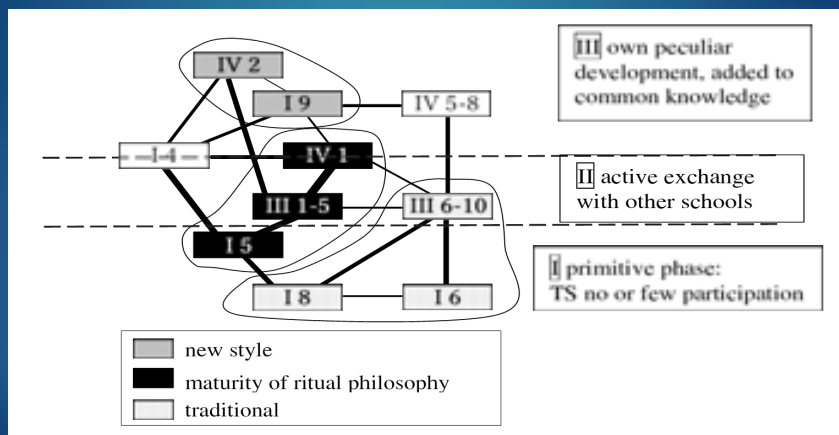 IV 2
I 9
IV 5-8
I-4
IV 1
III 1-5
III 6-10
I 5
I 8
I 6
III own peculiar
development, added to
common knowledge
II active exchange
with other schools
I primitive phase:
TS no or few participation
new style
maturity of ritual philosophy
traditional